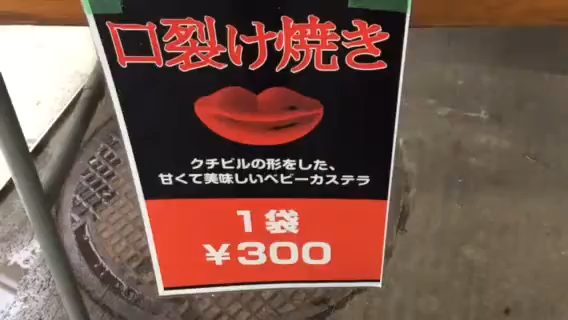 口裂け焼き
クチビルの形をした、
甘くて美味しいベビーカステラ
1袋
¥300